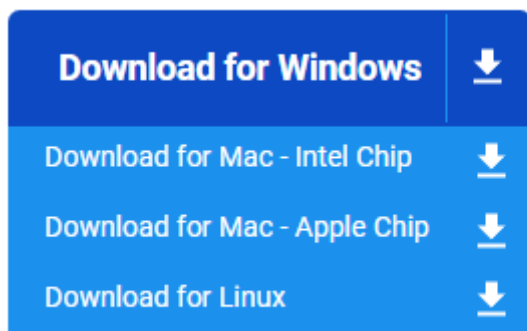 Download for Windows
Download for Mac - Intel Chip
Download for Mac - Apple Chip
Download for Linux